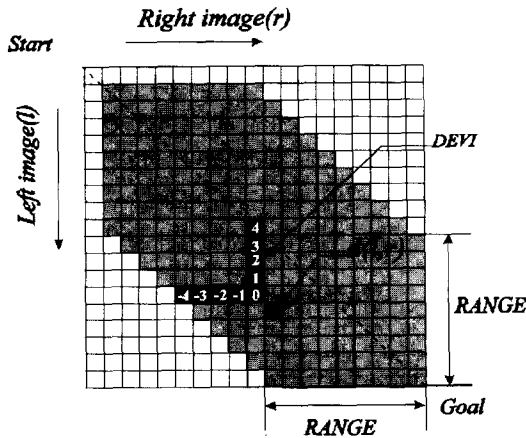 Right image(r)
Start
Left image(l)
DEVI
4
3
2
1
-4 -3 -2 -1 0
RANGE
Goal
RANGE